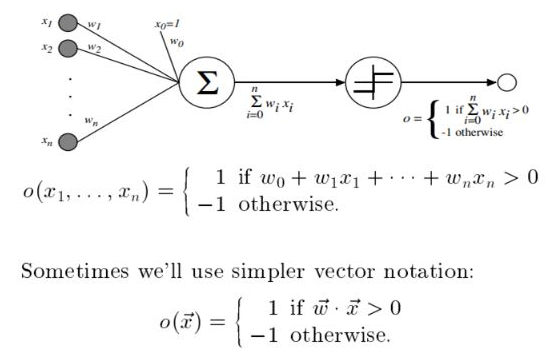 x₁ w₁ x₀=1
x₂ w₂ w₀
. . .
wₙ
xₙ
Σ
n
Σ wᵢ xᵢ
i=0
o = { 1 if Σ wᵢ xᵢ > 0
n
i=0
-1 otherwise
o(x₁, . . . , xₙ) = { 1 if w₀ + w₁x₁ + · · · + wₙxₙ > 0
−1 otherwise.
Sometimes we'll use simpler vector notation:
o(x⃗) = { 1 if w⃗ · x⃗ > 0
−1 otherwise.